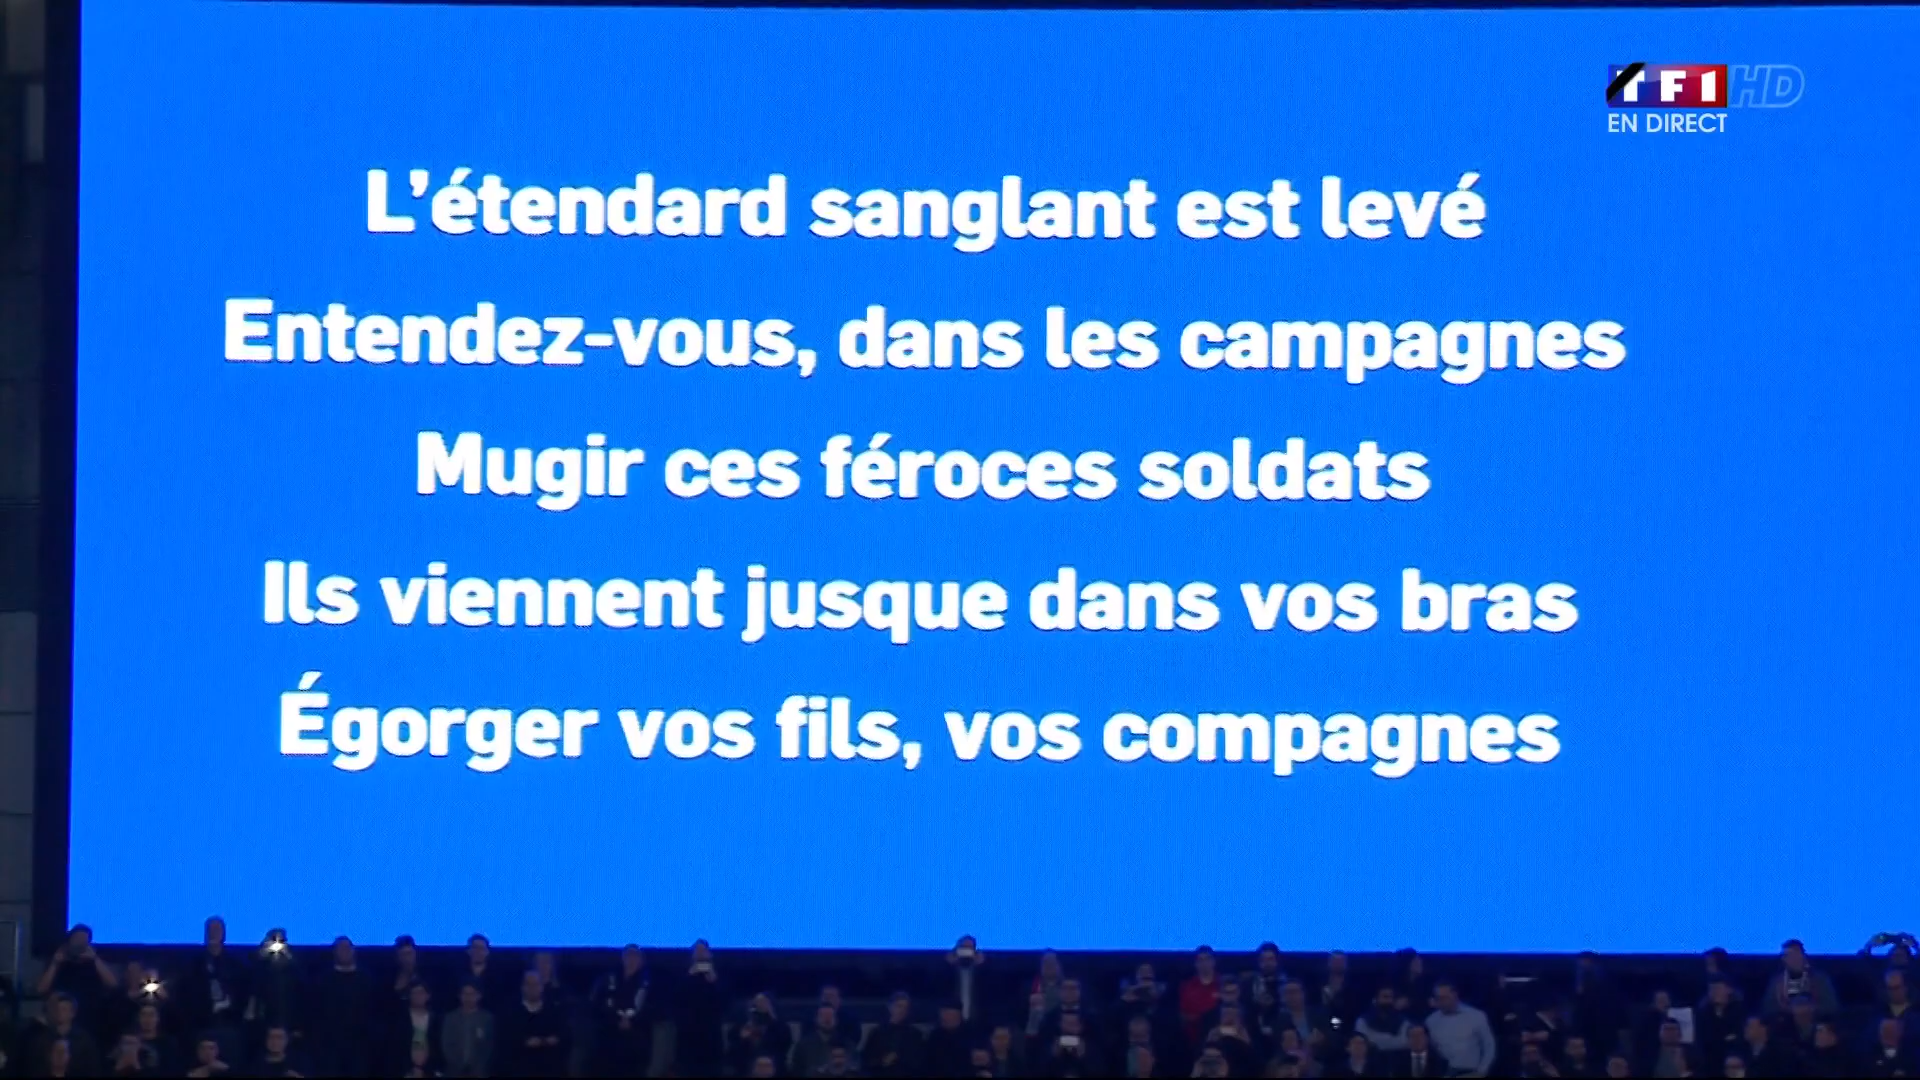 TF1 HD
EN DIRECT
L'étendard sanglant est levé
Entendez-vous, dans les campagnes
Mugir ces féroces soldats
Ils viennent jusque dans vos bras
Égorger vos fils, vos compagnes